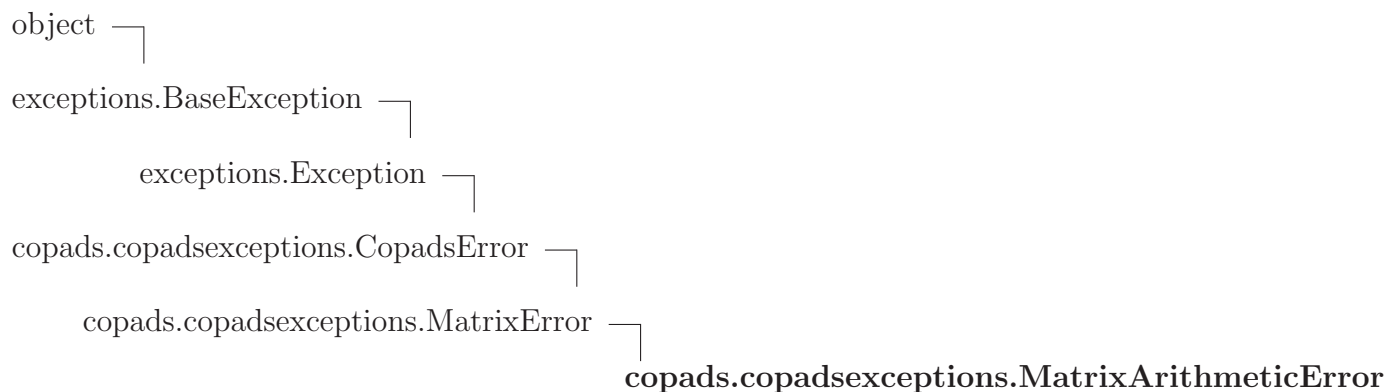 object
exceptions.BaseException
exceptions.Exception
copads.copadsexceptions.CopadsError
copads.copadsexceptions.MatrixError
copads.copadsexceptions.MatrixArithmeticError